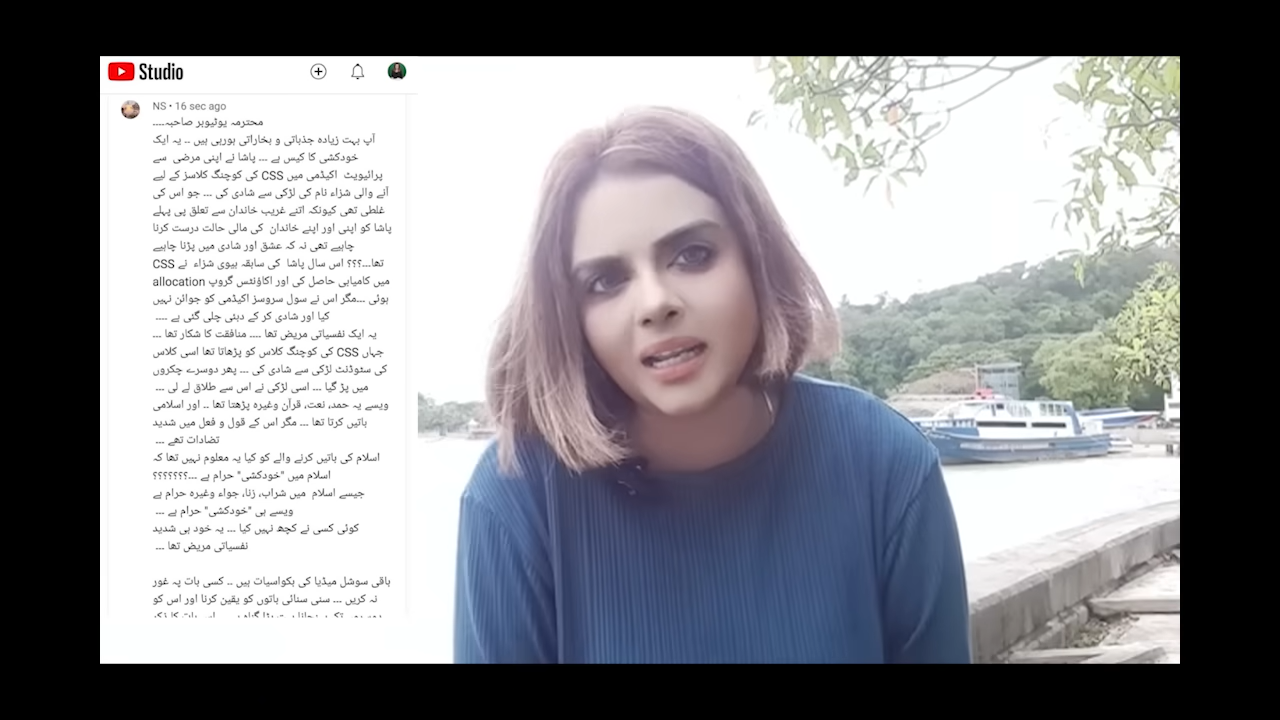 Studio
NS • 16 sec ago
محترمہ یوٹیوبر صاحبہ....
آپ بہت زیادہ جذباتی و بخاراتی ہورہی ہیں .. یہ ایک
خودکشی کا کیس ہے ... پاشا نے اپنی مرضی سے
پرائیویٹ اکیڈمی میں CSS کی کوچنگ کلاسز کے لیے
آنے والی شزاء نام کی لڑکی سے شادی کی ... جو اس کی
غلطی تھی کیونکہ اتنے غریب خاندان سے تعلق پی پہلے
پاشا کو اپنی اور اپنے خاندان کی مالی حالت درست کرنا
چاہیے تھی نہ کہ عشق اور شادی میں پڑنا چاہیے
تھا...؟؟؟ اس سال پاشا کی سابقہ بیوی شزاء نے CSS
میں کامیابی حاصل کی اور اکاؤنٹس گروپ allocation
ہوئی ...مگر اس نے سول سروسز اکیڈمی کو جوائن نہیں
کیا اور شادی کر کے دبئی چلی گئی ہے ....
یہ ایک نفسیاتی مریض تھا .... منافقت کا شکار تھا ...
جہاں CSS کی کوچنگ کلاس کو پڑھاتا تھا اسی کلاس
کی سٹوڈنٹ لڑکی سے شادی کی ... پھر دوسرے چکروں
میں پڑ گیا ... اسی لڑکی نے اس سے طلاق لے لی ...
ویسے یہ حمد، نعت، قرآن وغیرہ پڑھتا تھا .. اور اسلامی
باتیں کرتا تھا ... مگر اس کے قول و فعل میں شدید
تضادات تھے ...
اسلام کی باتیں کرنے والے کو کیا یہ معلوم نہیں تھا کہ
اسلام میں "خودکشی" حرام ہے ...؟؟؟؟؟؟؟
جیسے اسلام میں شراب، زنا، جواء وغیرہ حرام ہے
ویسے ہی "خودکشی" حرام ہے ...
کوئی کسی نے کچھ نہیں کیا ... یہ خود ہی شدید
نفسیاتی مریض تھا ...
باقی سوشل میڈیا کی بکواسیات ہیں .. کسی بات پہ غور
نہ کریں ... سنی سنائی باتوں کو یقین کرنا اور اس کو